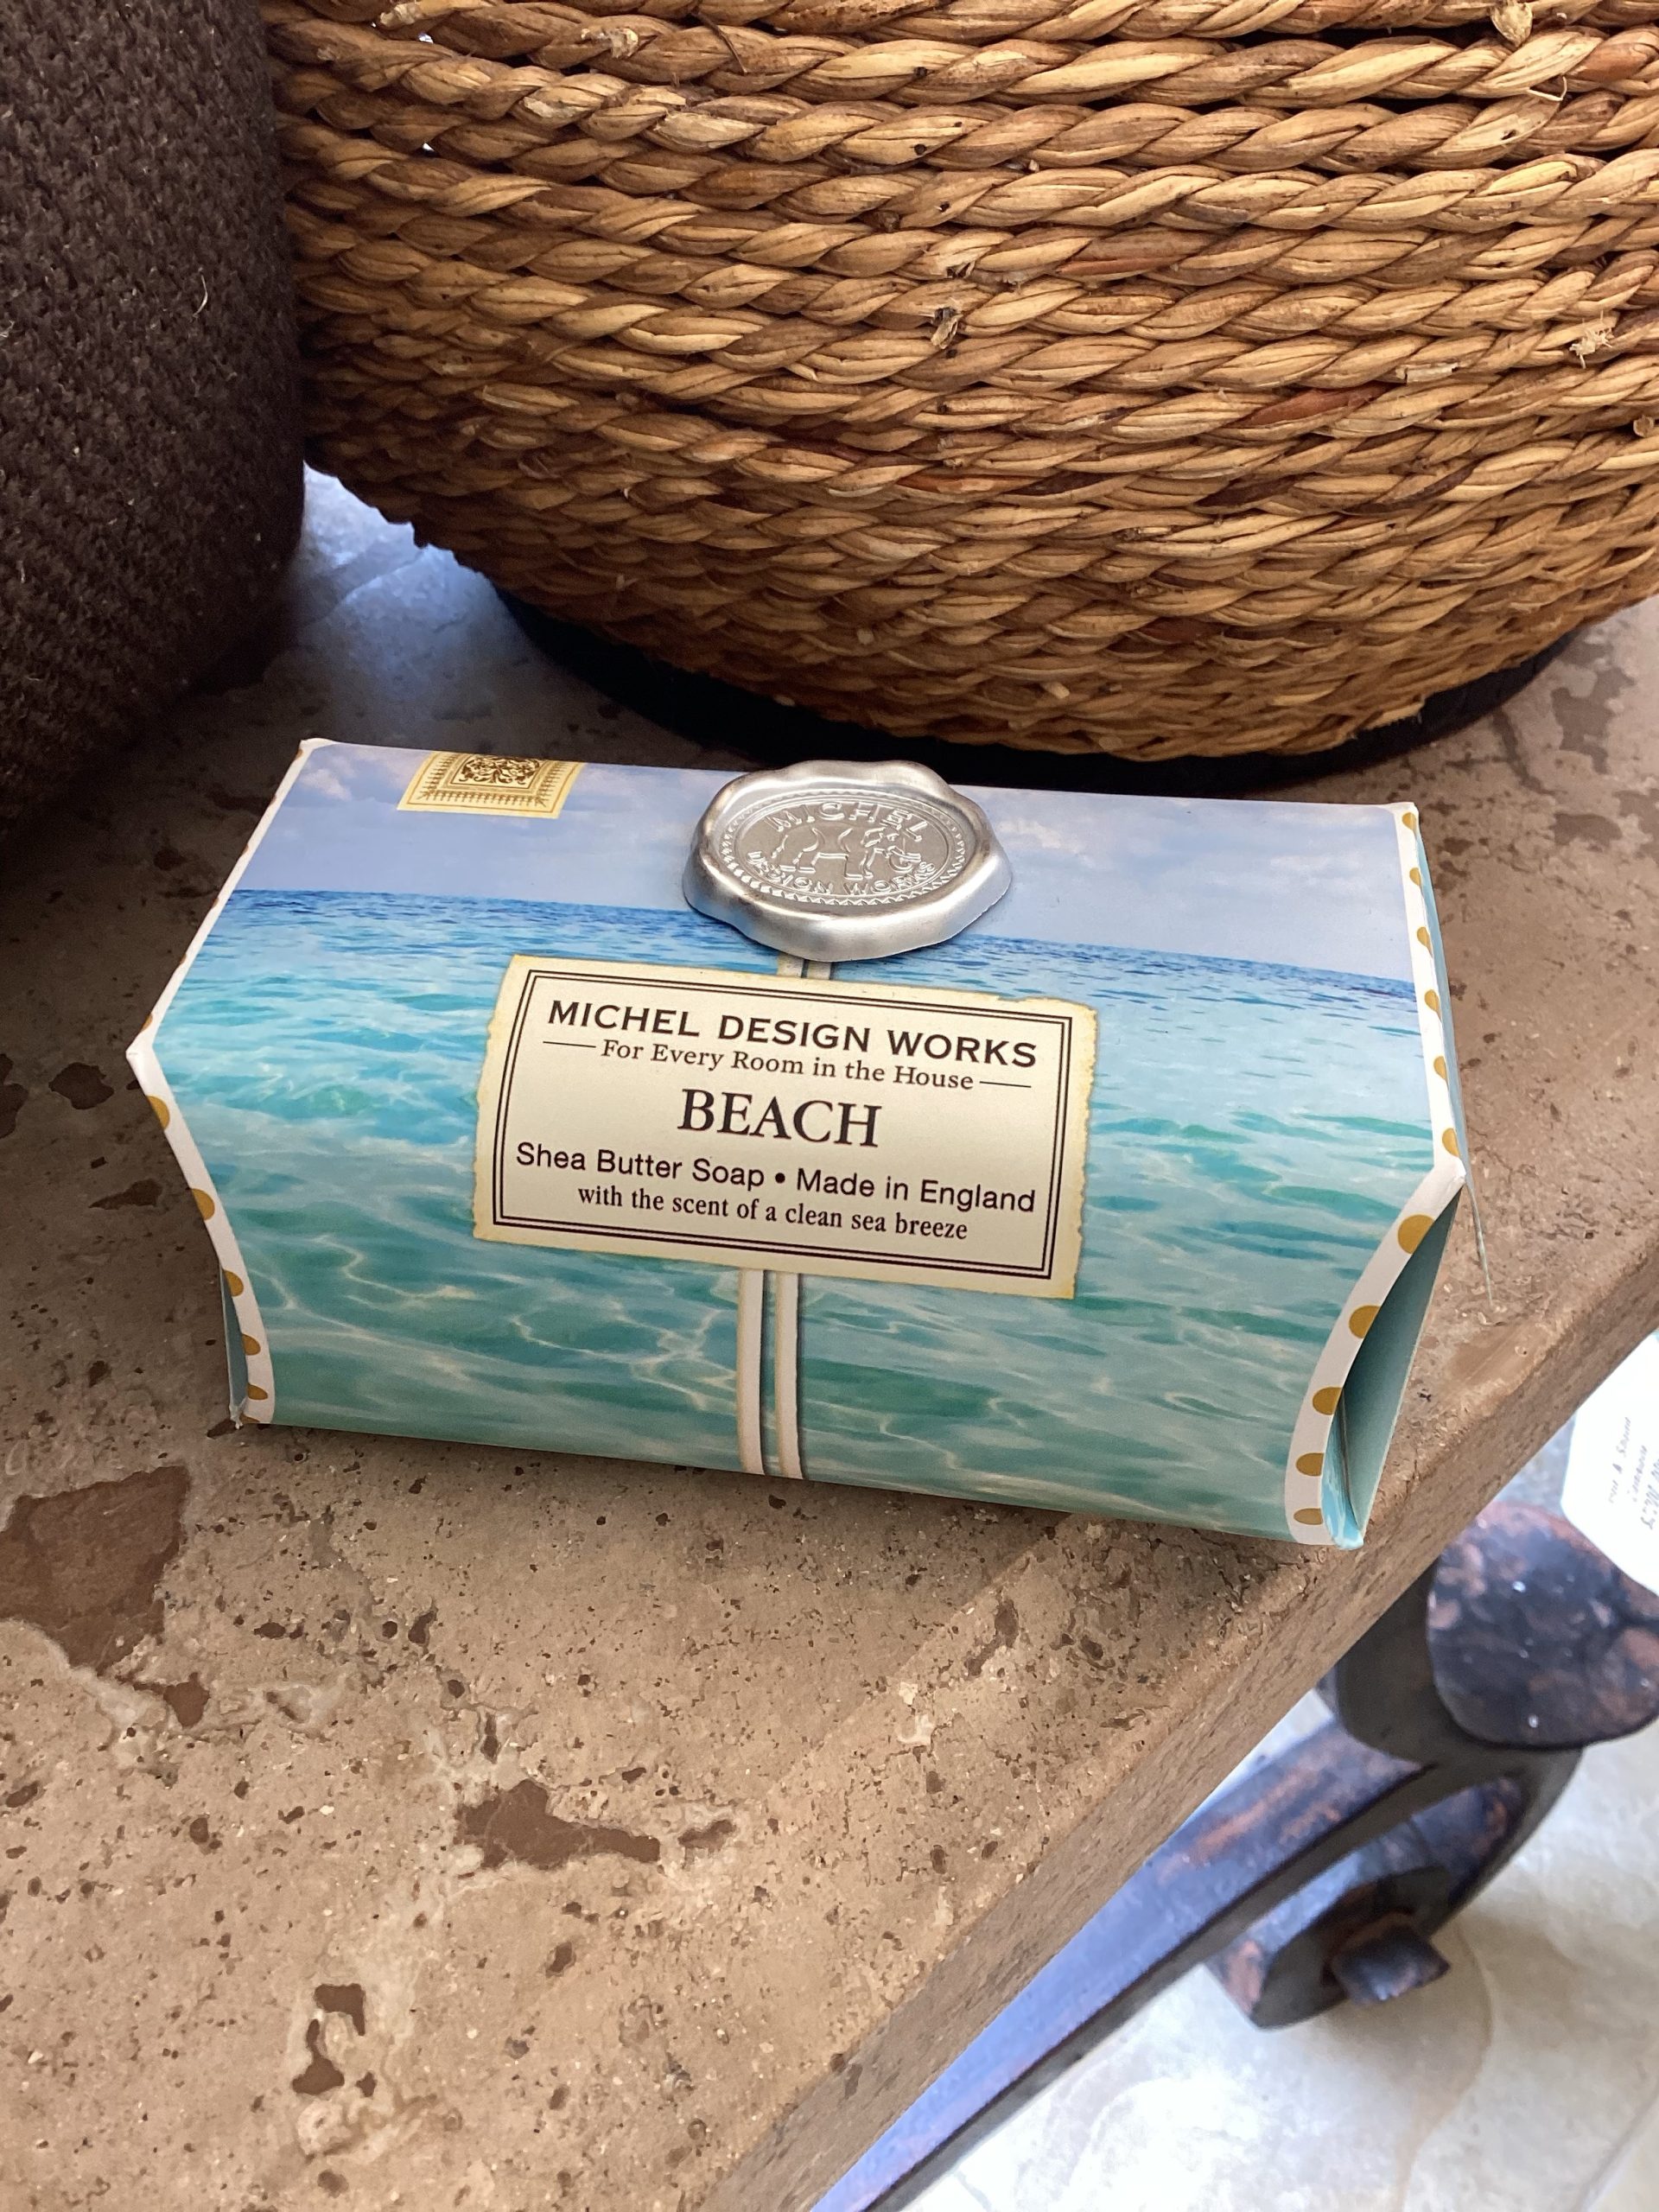 MICHEL
DESIGN WORKS
MICHEL DESIGN WORKS
For Every Room in the House
BEACH
Shea Butter Soap • Made in England
with the scent of a clean sea breeze